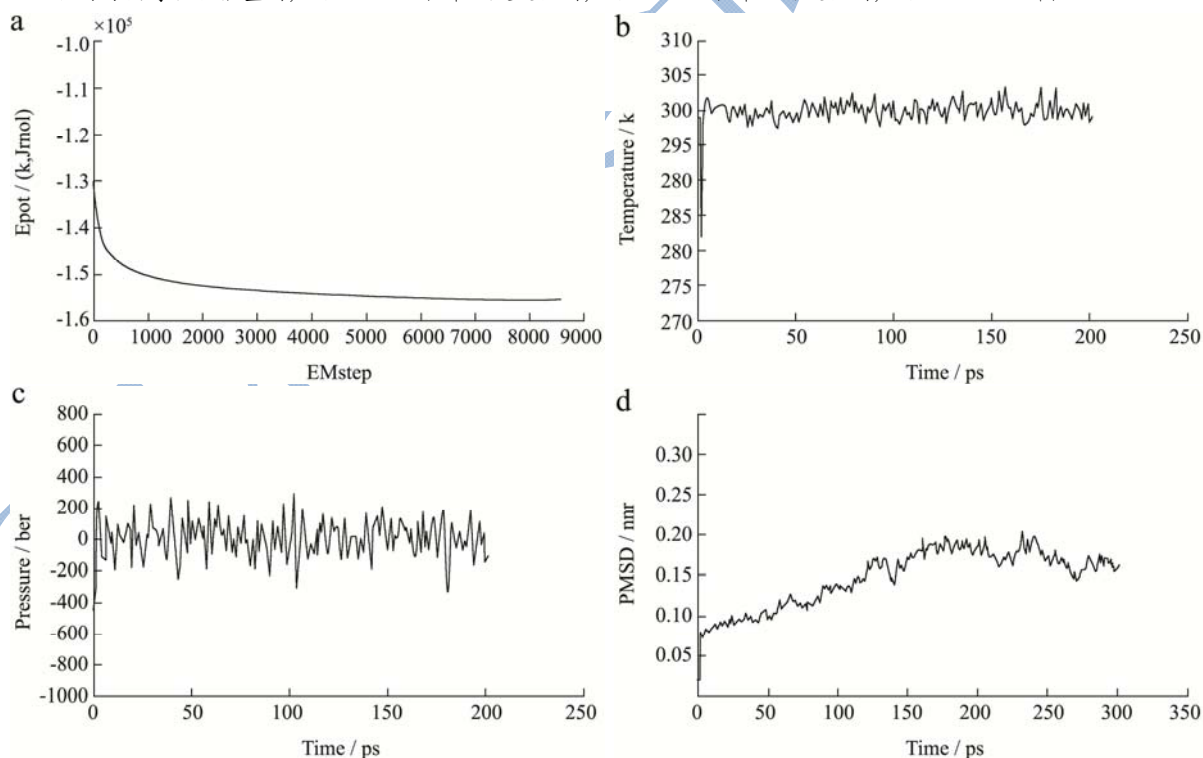 a
×10⁵
-1.0
-1.1
-1.2
-1.3
-1.4
-1.5
-1.6
Epot / (k,Jrnol)
0 1000 2000 3000 4000 5000 6000 7000 8000 9000
EMstep
b
310
305
300
295
290
285
280
275
270
Temperature / k
0 50 100 150 200 250
Time / ps
c
800
600
400
200
0
-200
-400
-600
-800
-1000
Pressure / ber
0 50 100 150 200 250
Time / ps
d
0.30
0.25
0.20
0.15
0.10
0.05
PMSD / nnr
0 50 100 150 200 250 300 350
Time / ps